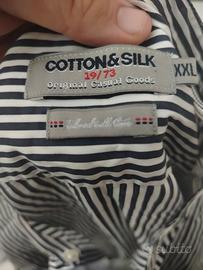 COTTON&SILK
19/73
Original Casual Goods
XXL
subito